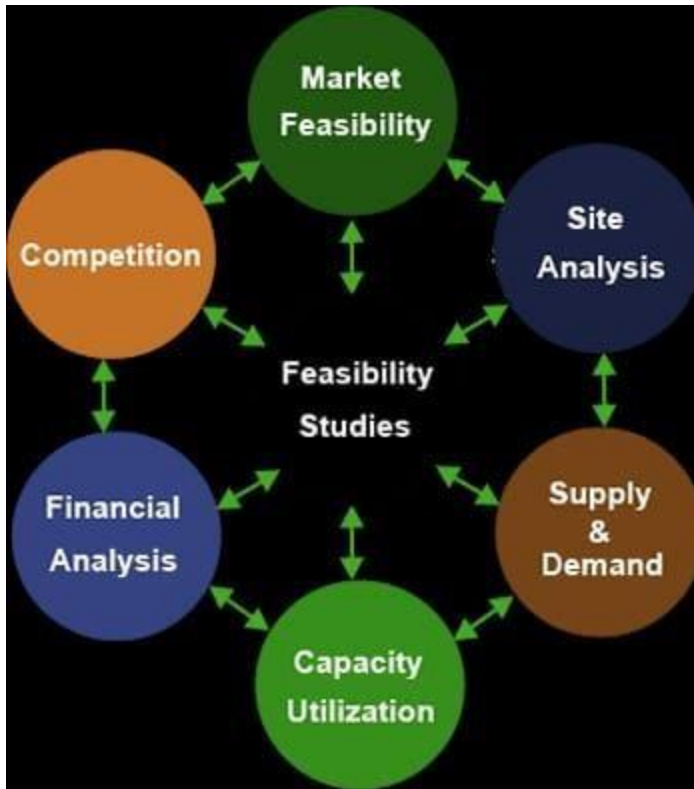 Market
Feasibility
Site
Analysis
Competition
Feasibility
Studies
Financial
Analysis
Supply
&
Demand
Capacity
Utilization